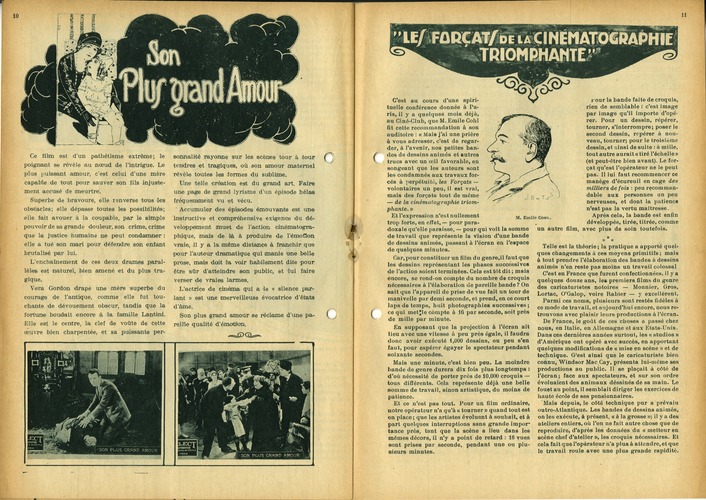 10
Son
Plus grand Amour
Ce film est d'un pathétisme extrême; le
poignant se révèle au nœud de l'intrigue. Le
plus puissant amour, c'est celui d'une mère
capable de tout pour sauver son fils injuste-
ment accusé de meurtre.
Superbe de bravoure, elle renverse tous les
obstacles; elle dépasse toutes les possibilités;
elle fait avouer à la coupable, par le simple
pouvoir de sa grande douleur, son crime, crime
que la justice humaine ne peut condamner:
elle a tué son mari pour défendre son enfant
brutalisé par lui.
L'enchaînement de ces deux drames paral-
lèles est naturel, bien amené et du plus tra-
gique.
Vera Gordon drape une mère superbe du
courage de l'antique, comme elle fut tou-
chante de dévouement obscur, tandis que la
fortune boudait encore à la famille Lantini.
Elle est le centre, la clef de voûte de cette
œuvre bien charpentée, et sa puissante per-
sonnalité rayonne sur les scènes tour à tour
tendres et tragiques, où son amour maternel
révèle toutes les formes du sublime.
Une telle création est du grand art. Faire
une page de grand lyrisme d'un épisode hélas
fréquemment vu et vécu.
Accumuler des épisodes émouvants est une
instructive et compréhensive exigence du dé-
veloppement muet de l'action cinématogra-
phique, mais de là à produire de l'émotion
vraie, il y a la même distance à franchir que
pour l'auteur dramatique qui manie une belle
prose, mais doit la voir habilement dite pour
être sûr d'atteindre son public, et lui faire
verser de vraies larmes.
L'actrice de cinéma qui a le « silence par-
lant » est une merveilleuse évocatrice d'états
d'âme.
Son plus grand amour se réclame d'une pa-
reille qualité d'émotion.
SELECT
SON PLUS GRAND AMOUR
SELECT
SON PLUS GRAND AMOUR
11
"LES FORÇATS DE LA CINÉMATOGRAPHIE
TRIOMPHANTE"
C'est au cours d'une spiri-
tuelle conférence donnée à Pa-
ris, il y a quelques mois déjà,
au Ciné-Club, que M. Emile Cohl
fit cette recommandation à son
auditoire: « Mais j'ai une prière
à vous adresser, c'est de regar-
der, à l'avenir, nos petites ban-
des de dessins animés et autres
trucs avec un œil favorable, en
songeant que les auteurs sont
les condamnés aux travaux for-
cés à perpétuité, les Forçats —
volontaires un peu, il est vrai,
mais des forçats tout de même
— de la cinématographie triom-
phante. »
Et l'expression n'est nullement
trop forte, en effet, — pour para-
doxale qu'elle paraisse, — pour qui voit la somme
de travail que représente la vision d'une bande
de dessins animés, passant à l'écran en l'espace
de quelques minutes.
Car, pour constituer un film du genre, il faut que
les dessins représentent les phases successives
de l'action soient terminés. Cela est tôt dit; mais
encore, se rend-on compte du nombre de croquis
nécessaires à l'élaboration de pareille bande? On
sait que l'appareil de prise de vue fait un tour de
manivelle par demi seconde, et prend, en ce court
laps de temps, huit photographies successives;
ce qui met le compte à 16 par seconde, soit près
de mille par minute.
En supposant que la projection à l'écran ait
lieu avec une vitesse à peu près égale, il faudra
donc avoir exécuté 1,000 dessins, ou peu s'en
faut, pour espérer égayer le spectateur pendant
soixante secondes.
Mais une minute, c'est bien peu. La moindre
bande de genre durera dix fois plus longtemps:
d'où nécessité de porter près de 10,000 croquis —
tous différents. Cela représente déjà une belle
somme de travail, sinon artistique, du moins de
patience.
Et ce n'est pas tout. Pour un film ordinaire,
notre opérateur n'a qu'à « tourner » quand tout est
en place; que les artistes évoluent à souhait, et à
part quelques interruptions sans grande impor-
tance près, tant que la scène a lieu dans les
mêmes décors, il n'y a point de retard: 16 vues
sont prises par seconde, pendant une ou plu-
sieurs minutes.
M. EMILE COHL.
Pour la bande faite de croquis,
rien de semblable: c'est image
par image qu'il importe d'opé-
rer. Pour un dessin, repérer,
tourner, s'interrompre; poser le
second dessin, repérer à nou-
veau, tourner; pour le troisième
dessin, et ainsi de suite: à mille,
tout autre aurait « tiré l'échelle »
(et peut-être bien avant). Le for-
çat qu'est l'opérateur ne le peut
pas. Il lui faut recommencer ce
manège d'écureuil en cage des
milliers de fois: peu recomman-
dable aux personnes un peu
nerveuses, et dont la patience
n'est pas la vertu maîtresse.
Après cela, la bande est enfin
développée, tirée, titrée, comme
un autre film, avec plus de soin toutefois.
* * *
Telle est la théorie; la pratique a apporté quel-
ques changements à ces moyens primitifs; mais
à tout prendre l'élaboration des bandes à dessins
animés n'en reste pas moins un travail colossal.
C'est en France que furent confectionnées, il y a
quelques douze ans, les premiers films du genre
des caricaturistes notoires — Monier, Gros,
Lortac, O'Galop, voire Rabier — y excellèrent.
Parmi ces noms, plusieurs sont restés fidèles à
ce mode de travail, et aujourd'hui encore, nous re-
trouvons avec plaisir leurs productions à l'écran.
De France, le goût de ces choses a passé chez
nous, en Italie, en Allemagne et aux Etats-Unis.
Dans ces dernières années surtout, les « studios »
d'Amérique ont opéré avec succès, en apportant
quelques modifications de « mise en scène » et de
technique. C'est ainsi que le caricaturiste bien
connu, Windsor Mac Cay, présenta lui-même ses
productions au public. Il se plaçait à côté de
l'écran; face aux spectateurs, et sur son ordre
évoluaient des animaux dessinés de sa main. Le
fouet au point, il semblait diriger les exercices de
haute école de ses pensionnaires.
Mais depuis, le côté technique par a prévalu
outre-Atlantique. Les bandes de dessins animés,
on les exécute, à présent, « à la grosse »; il y a des
ateliers entiers, où l'on ne fait autre chose que de
reproduire, d'après les données du « metteur en
scène chef d'atelier », les croquis nécessaires. Et
cela fait que l'opérateur n'a plus à attendre, et que
le travail roule avec une plus grande rapidité.